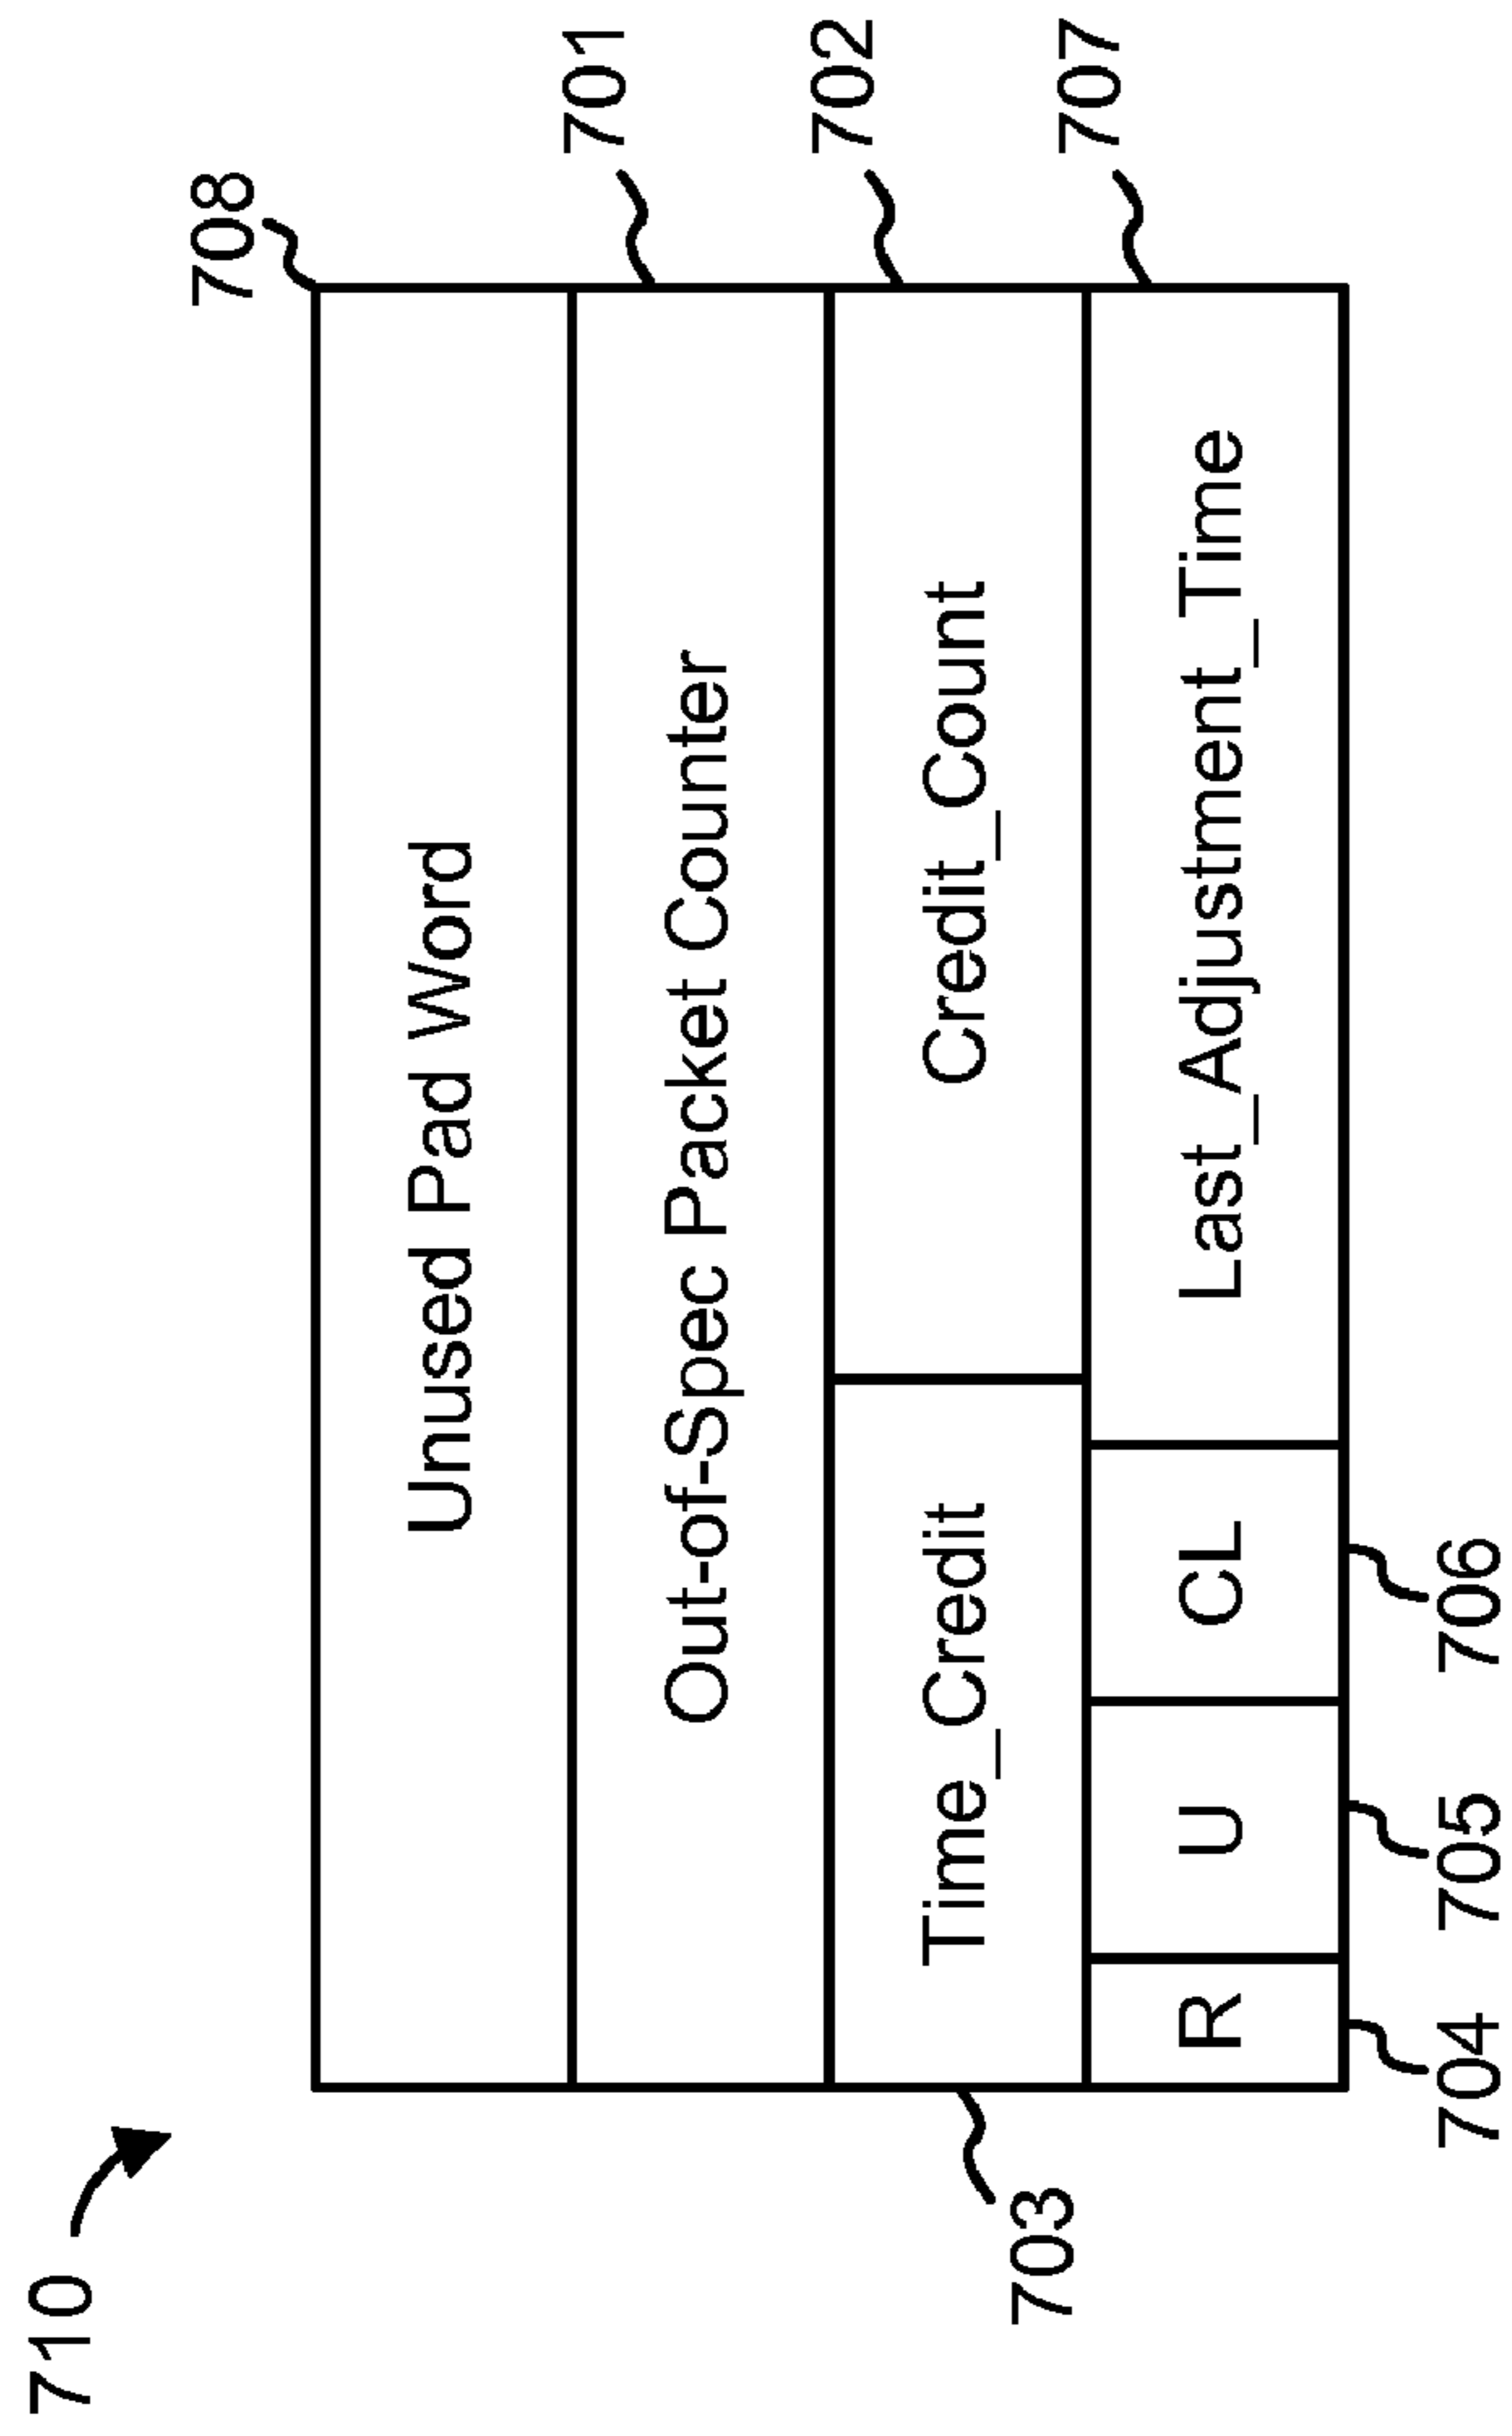 710
708
Unused Pad Word
Out-of-Spec Packet Counter
701
Time_Credit
Credit_Count
702
703
R
U
CL
Last_Adjustment_Time
707
704
705
706